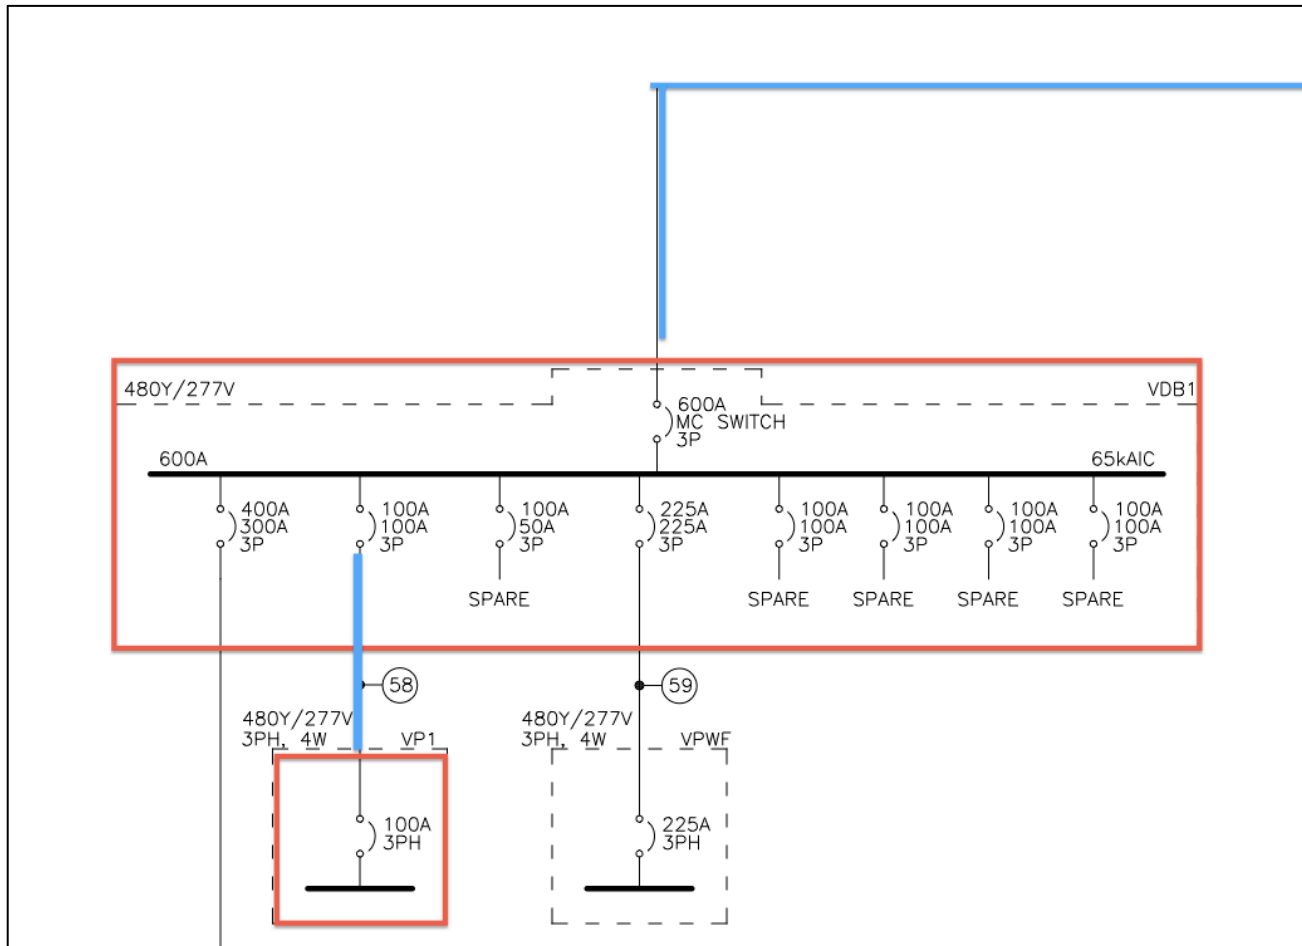 480Y/277V
VDB1
600A
MC SWITCH
3P
600A
65kAIC
400A
300A
3P
100A
100A
3P
100A
50A
3P
SPARE
225A
225A
3P
100A
100A
3P
SPARE
100A
100A
3P
SPARE
100A
100A
3P
SPARE
100A
100A
3P
SPARE
58
59
480Y/277V
3PH, 4W
VP1
100A
3PH
480Y/277V
3PH, 4W
VPWF
225A
3PH